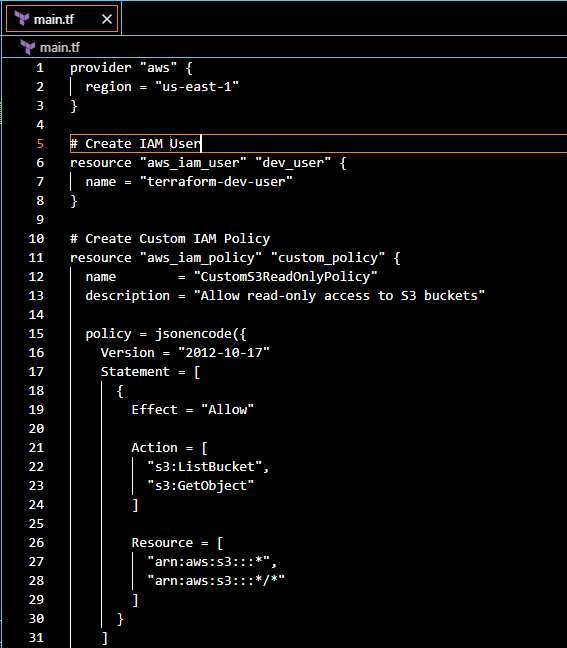 main.tf ✕
main.tf
1 provider "aws" {
2   region = "us-east-1"
3 }
4
5 # Create IAM User
6 resource "aws_iam_user" "dev_user" {
7   name = "terraform-dev-user"
8 }
9
10 # Create Custom IAM Policy
11 resource "aws_iam_policy" "custom_policy" {
12   name        = "CustomS3ReadOnlyPolicy"
13   description = "Allow read-only access to S3 buckets"
14
15   policy = jsonencode({
16     Version = "2012-10-17"
17     Statement = [
18       {
19         Effect = "Allow"
20
21         Action = [
22           "s3:ListBucket",
23           "s3:GetObject"
24         ]
25
26         Resource = [
27           "arn:aws:s3:::*",
28           "arn:aws:s3:::*/*"
29         ]
30       }
31     ]